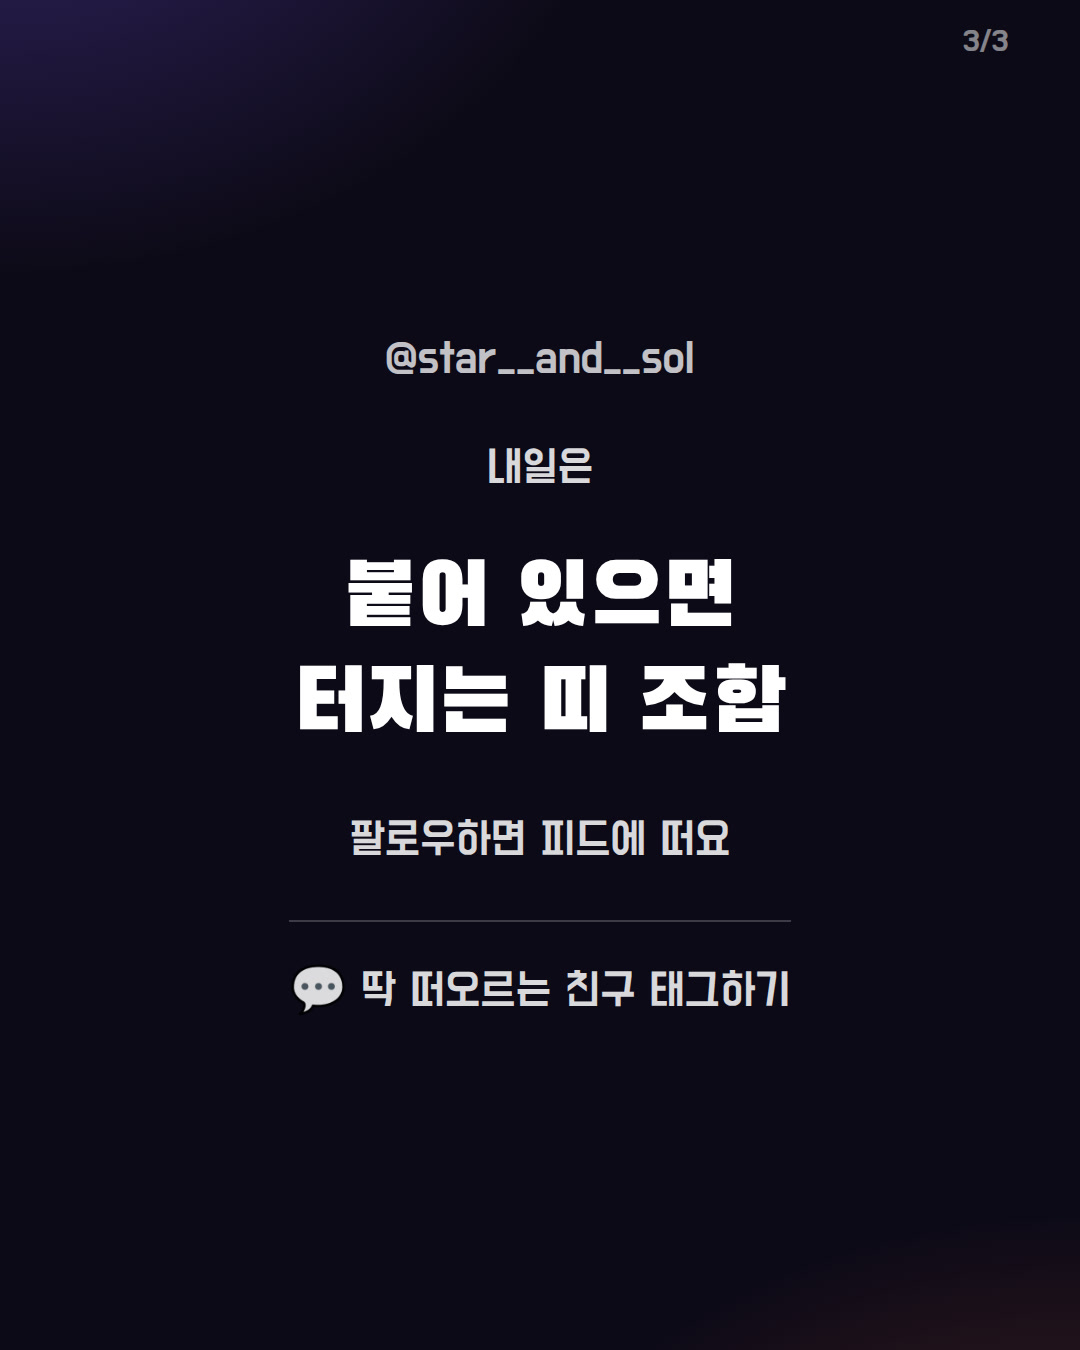 3/3
@star__and__sol
내일은
붙어 있으면
터지는 띠 조합
팔로우하면 피드에 떠요
💬 딱 떠오르는 친구 태그하기